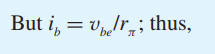 But i_b = v_be/r_π; thus,